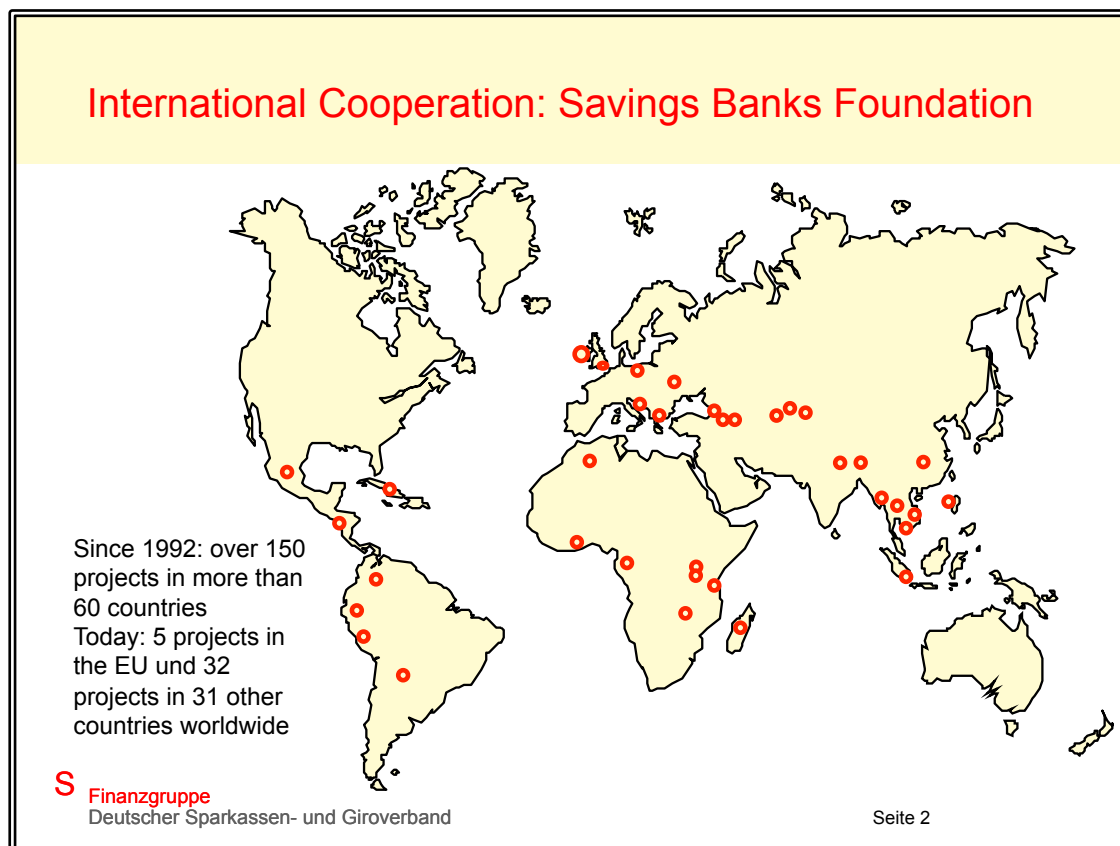 International Cooperation: Savings Banks Foundation
Since 1992: over 150
projects in more than
60 countries
Today: 5 projects in
the EU und 32
projects in 31 other
countries worldwide
S Finanzgruppe
Deutscher Sparkassen- und Giroverband
Seite 2